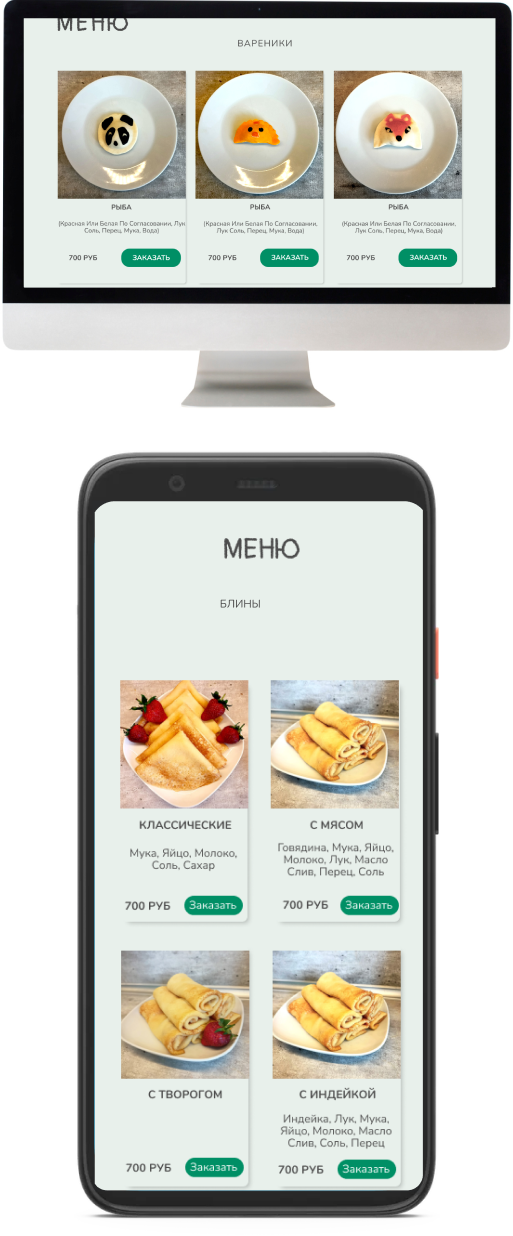 МЕНЮ
ВАРЕНИКИ
РЫБА
(Красная Или Белая По Согласовании, Лук
Соль, Перец, Мука, Вода)
700 РУБ
ЗАКАЗАТЬ
РЫБА
(Красная Или Белая По Согласовании,
Лук Соль, Перец, Мука, Вода)
700 РУБ
ЗАКАЗАТЬ
РЫБА
(Красная Или Белая По Согласовании,
Лук Соль, Перец, Мука, Вода)
700 РУБ
ЗАКАЗАТЬ
МЕНЮ
БЛИНЫ
КЛАССИЧЕСКИЕ
Мука, Яйцо, Молоко,
Соль, Сахар
700 РУБ
Заказать
С МЯСОМ
Говядина, Мука, Яйцо,
Молоко, Лук, Масло
Слив, Перец, Соль
700 РУБ
Заказать
С ТВОРОГОМ
700 РУБ
Заказать
С ИНДЕЙКОЙ
Индейка, Лук, Мука,
Яйцо, Молоко, Масло
Слив, Соль, Перец
700 РУБ
Заказать